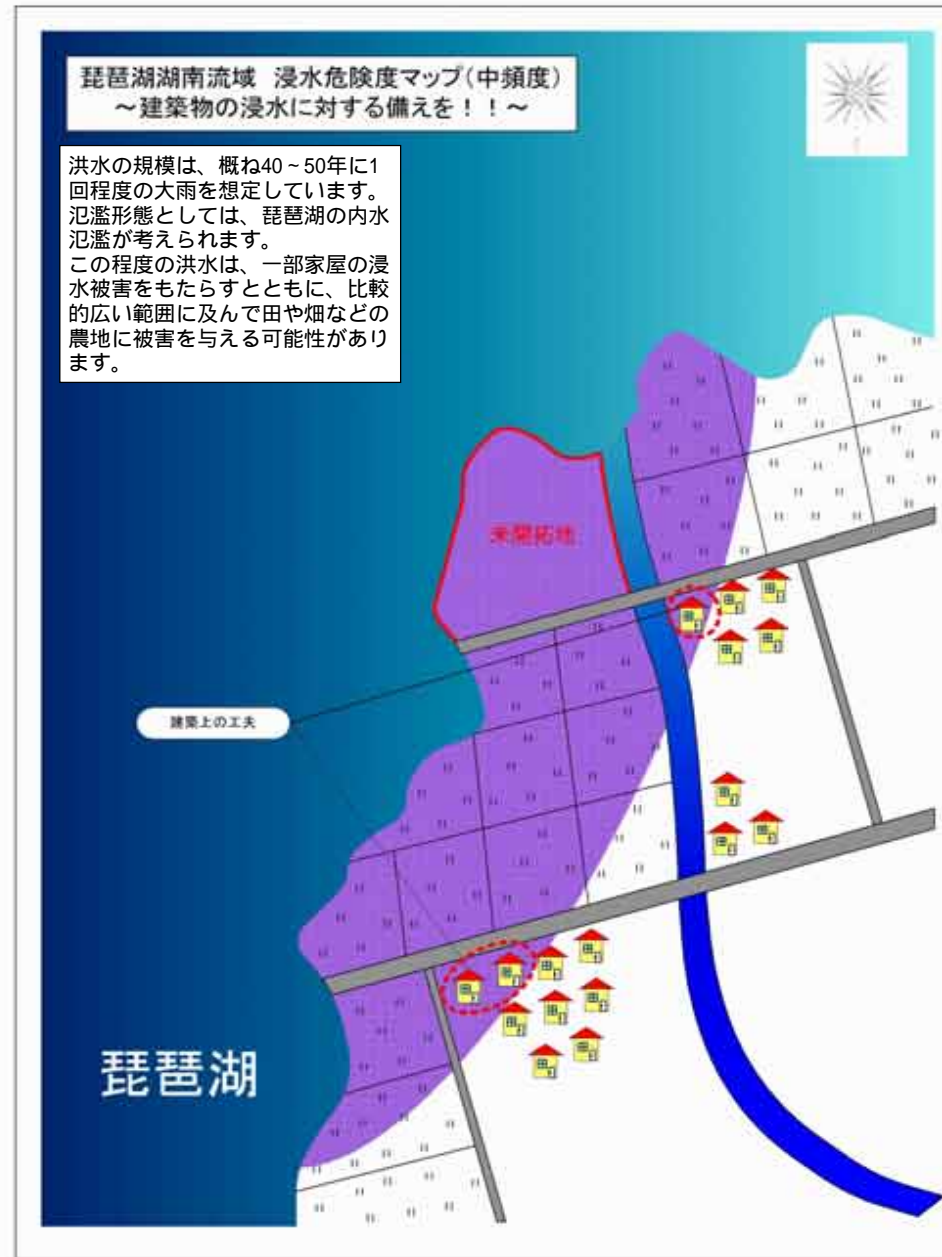 琵琶湖湖南流域 浸水危険度マップ（中頻度）
～建築物の浸水に対する備えを！！～
洪水の規模は、概ね40～50年に1
回程度の大雨を想定しています。
氾濫形態としては、琵琶湖の内水
氾濫が考えられます。
この程度の洪水は、一部家屋の浸
水被害をもたらすとともに、比較
的広い範囲に及んで田や畑などの
農地に被害を与える可能性があり
ます。
未開拓地
建築上の工夫
琵琶湖